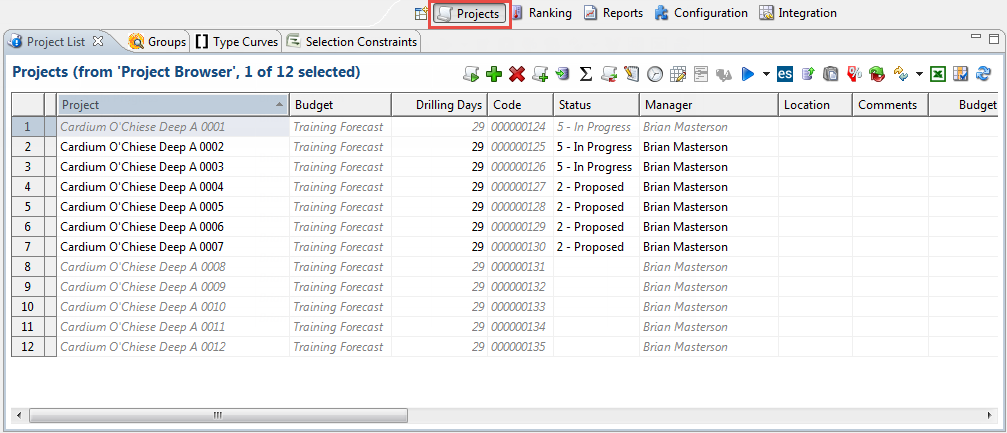 Projects Ranking Reports Configuration Integration
Project List Groups Type Curves Selection Constraints
Projects (from 'Project Browser', 1 of 12 selected) Σ es
Project Budget Drilling Days Code Status Manager Location Comments Budget
1 Cardium O'Chiese Deep A 0001 Training Forecast 29 000000124 5 - In Progress Brian Masterson
2 Cardium O'Chiese Deep A 0002 Training Forecast 29 000000125 5 - In Progress Brian Masterson
3 Cardium O'Chiese Deep A 0003 Training Forecast 29 000000126 5 - In Progress Brian Masterson
4 Cardium O'Chiese Deep A 0004 Training Forecast 29 000000127 2 - Proposed Brian Masterson
5 Cardium O'Chiese Deep A 0005 Training Forecast 29 000000128 2 - Proposed Brian Masterson
6 Cardium O'Chiese Deep A 0006 Training Forecast 29 000000129 2 - Proposed Brian Masterson
7 Cardium O'Chiese Deep A 0007 Training Forecast 29 000000130 2 - Proposed Brian Masterson
8 Cardium O'Chiese Deep A 0008 Training Forecast 29 000000131 Brian Masterson
9 Cardium O'Chiese Deep A 0009 Training Forecast 29 000000132 Brian Masterson
10 Cardium O'Chiese Deep A 0010 Training Forecast 29 000000133 Brian Masterson
11 Cardium O'Chiese Deep A 0011 Training Forecast 29 000000134 Brian Masterson
12 Cardium O'Chiese Deep A 0012 Training Forecast 29 000000135 Brian Masterson